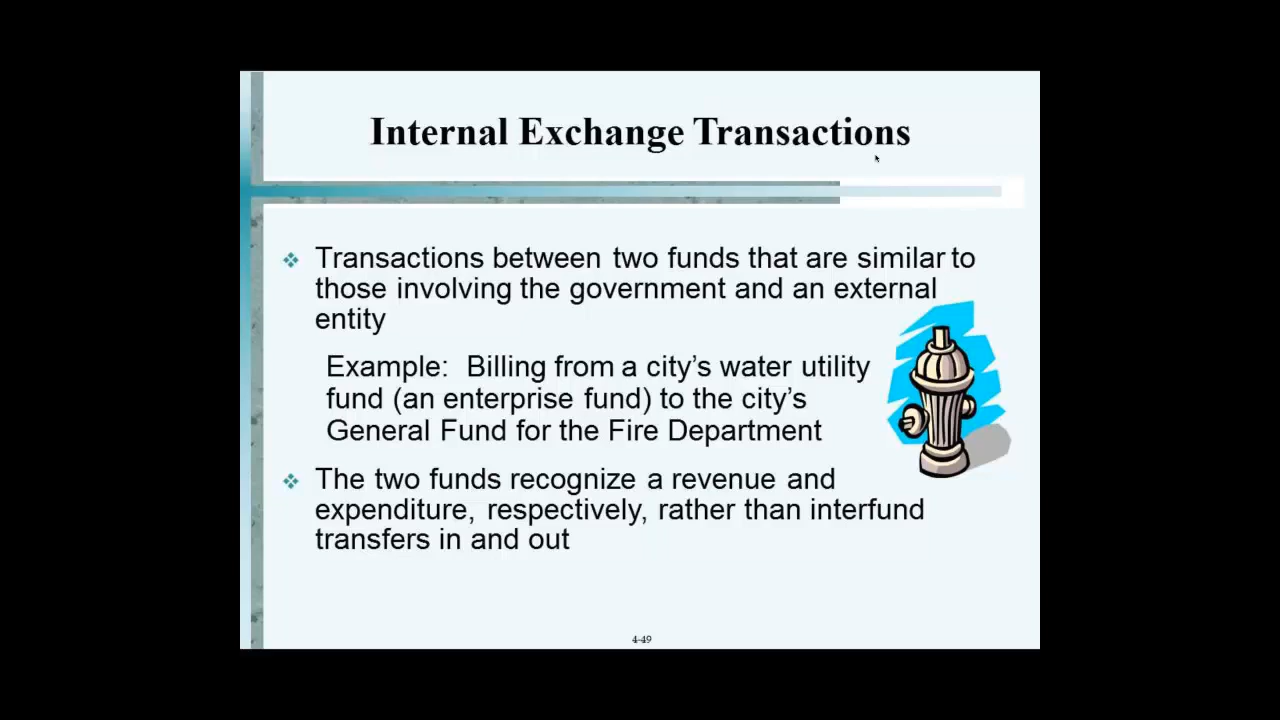 Internal Exchange Transactions
Transactions between two funds that are similar to
those involving the government and an external
entity
Example:  Billing from a city's water utility
fund (an enterprise fund) to the city's
General Fund for the Fire Department
The two funds recognize a revenue and
expenditure, respectively, rather than interfund
transfers in and out
4-49